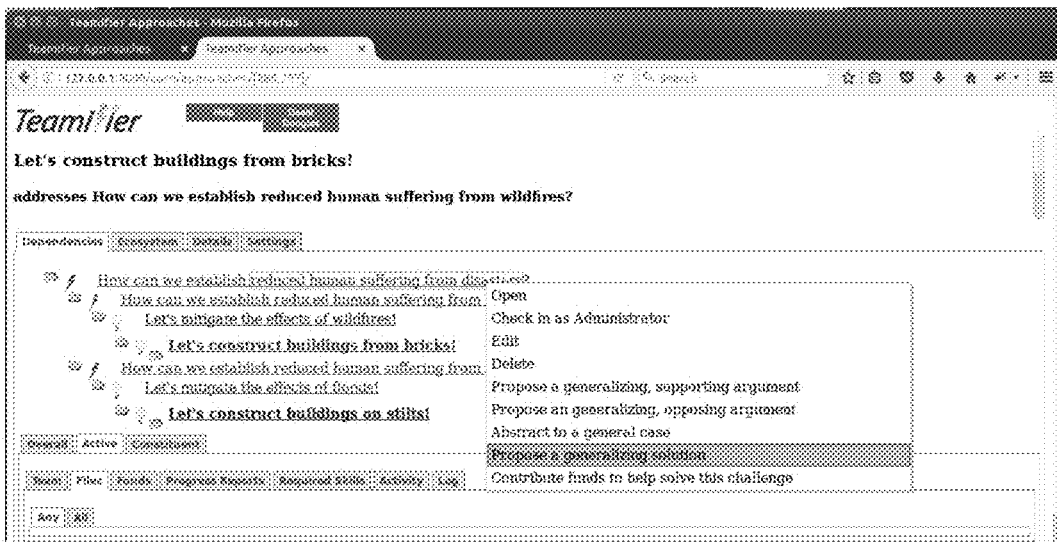 Teamifier Approaches - Mozilla Firefox
Teamifier Approaches × Teamifier Approaches ×
Search
Teamifier
Let's construct buildings from bricks!
addresses How can we establish reduced human suffering from wildfires?
Dependencies Ecosystem Details Settings
How can we establish reduced human suffering from disasters?
How can we establish reduced human suffering from
Let's mitigate the effects of wildfires!
Let's construct buildings from bricks!
How can we establish reduced human suffering from
Let's mitigate the effects of floods!
Let's construct buildings on stilts!
Open
Check in as Administrator
Edit
Delete
Propose a generalizing, supporting argument
Propose an generalizing, opposing argument
Abstract to a general case
Propose a generalizing solution
Contribute funds to help solve this challenge
Overall Active Constituent
Team Files Funds Progress Reports Required Skills Activity Log
Any All